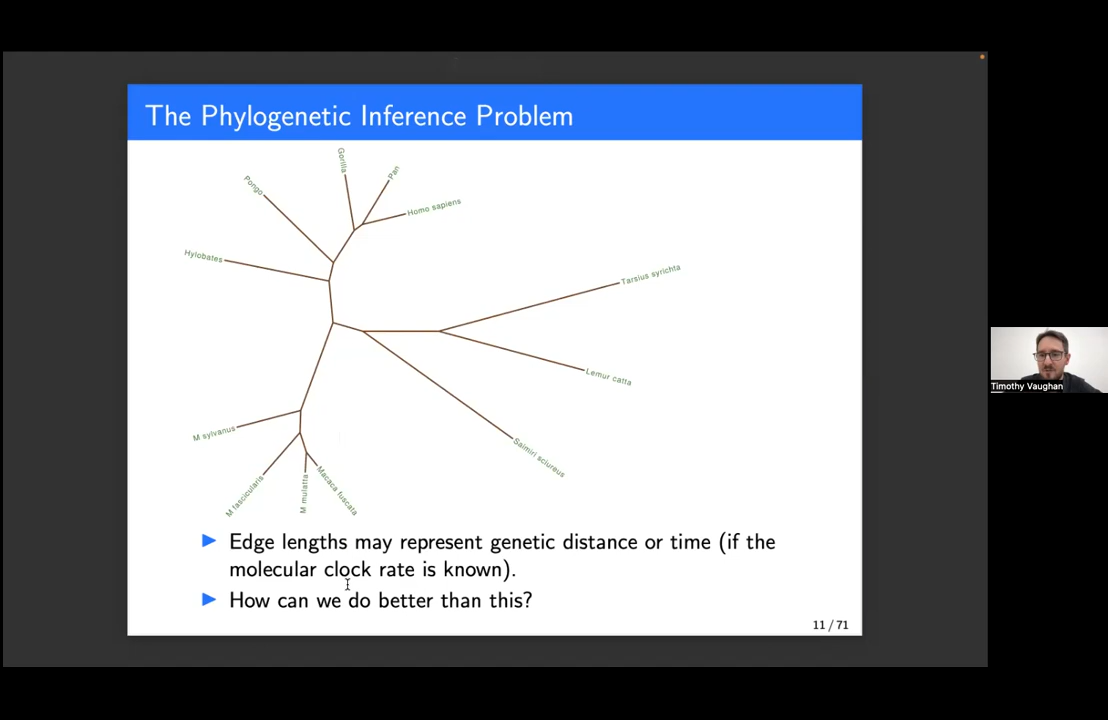 The Phylogenetic Inference Problem
Gorilla
Pan
Pongo
Homo sapiens
Hylobates
Tarsius syrichta
Lemur catta
M sylvanus
Saimiri sciureus
M fascicularis
M mulatta
Macaca fuscata
Edge lengths may represent genetic distance or time (if the
molecular clock rate is known).
How can we do better than this?
11 / 71
Timothy Vaughan